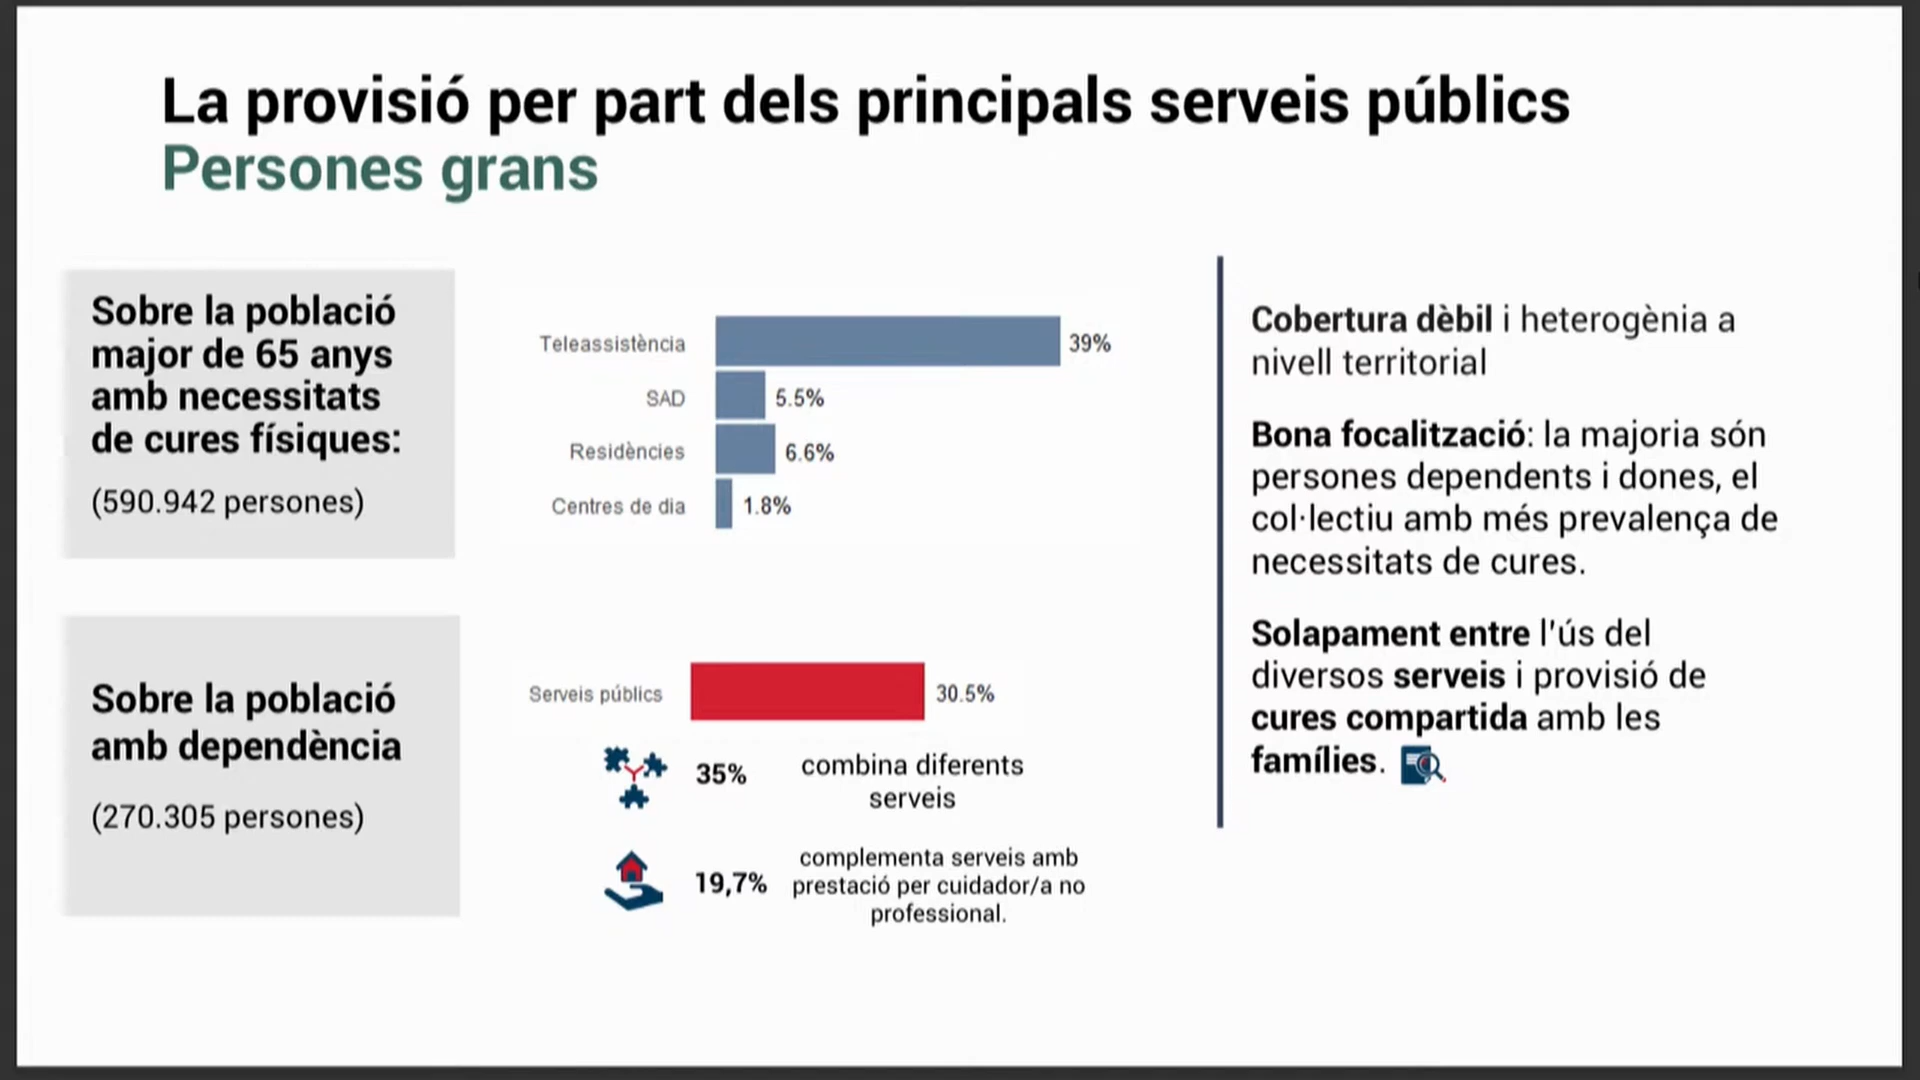 La provisió per part dels principals serveis públics
Persones grans
Sobre la població
major de 65 anys
amb necessitats
de cures físiques:
(590.942 persones)
Teleassistència 39%
SAD 5.5%
Residències 6.6%
Centres de dia 1.8%
Sobre la població
amb dependència
(270.305 persones)
Serveis públics 30.5%
35% combina diferents
serveis
19,7% complementa serveis amb
prestació per cuidador/a no
professional.
Cobertura dèbil i heterogènia a
nivell territorial
Bona focalització: la majoria són
persones dependents i dones, el
col·lectiu amb més prevalença de
necessitats de cures.
Solapament entre l'ús del
diversos serveis i provisió de
cures compartida amb les
famílies.